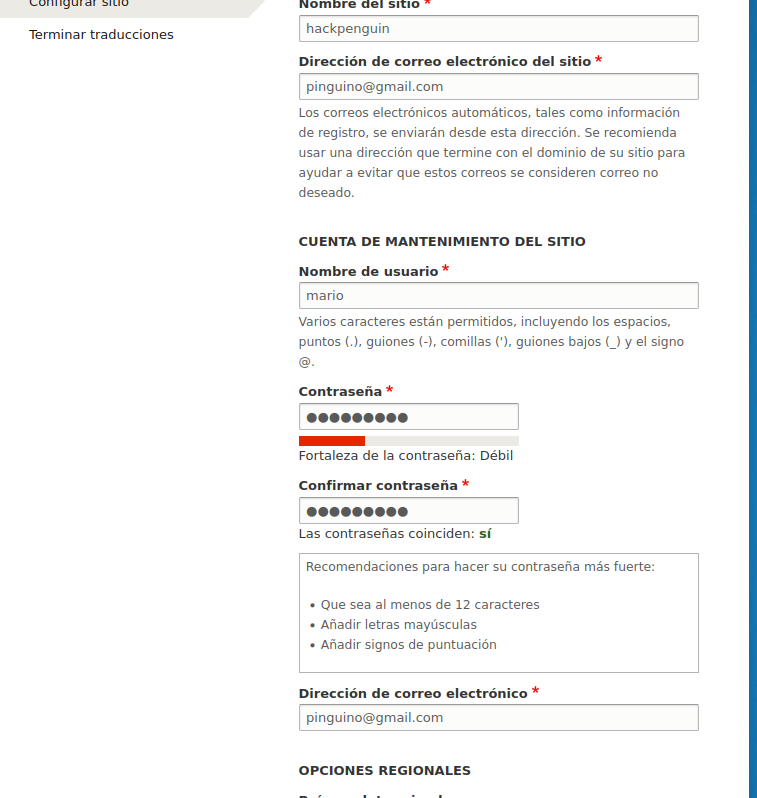 Configurar sitio
Terminar traducciones
Nombre del sitio *
hackpenguin
Dirección de correo electrónico del sitio *
pinguino@gmail.com
Los correos electrónicos automáticos, tales como información
de registro, se enviarán desde esta dirección. Se recomienda
usar una dirección que termine con el dominio de su sitio para
ayudar a evitar que estos correos se consideren correo no
deseado.
CUENTA DE MANTENIMIENTO DEL SITIO
Nombre de usuario *
mario
Varios caracteres están permitidos, incluyendo los espacios,
puntos (.), guiones (-), comillas ('), guiones bajos (_) y el signo
@.
Contraseña *
●●●●●●●●●
Fortaleza de la contraseña: Débil
Confirmar contraseña *
●●●●●●●●●
Las contraseñas coinciden: sí
Recomendaciones para hacer su contraseña más fuerte:
• Que sea al menos de 12 caracteres
• Añadir letras mayúsculas
• Añadir signos de puntuación
Dirección de correo electrónico *
pinguino@gmail.com
OPCIONES REGIONALES